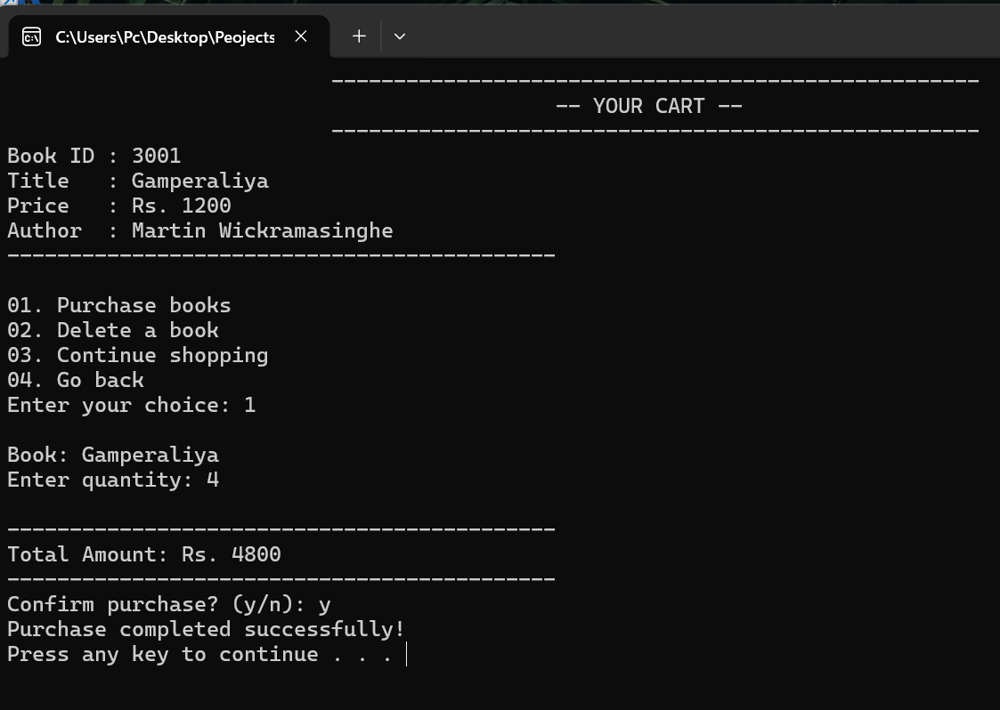 C:\Users\Pc\Desktop\Peojects
----------------------------------------------------
-- YOUR CART --
----------------------------------------------------
Book ID : 3001
Title   : Gamperaliya
Price   : Rs. 1200
Author  : Martin Wickramasinghe
--------------------------------------------
01. Purchase books
02. Delete a book
03. Continue shopping
04. Go back
Enter your choice: 1
Book: Gamperaliya
Enter quantity: 4
--------------------------------------------
Total Amount: Rs. 4800
--------------------------------------------
Confirm purchase? (y/n): y
Purchase completed successfully!
Press any key to continue . . .